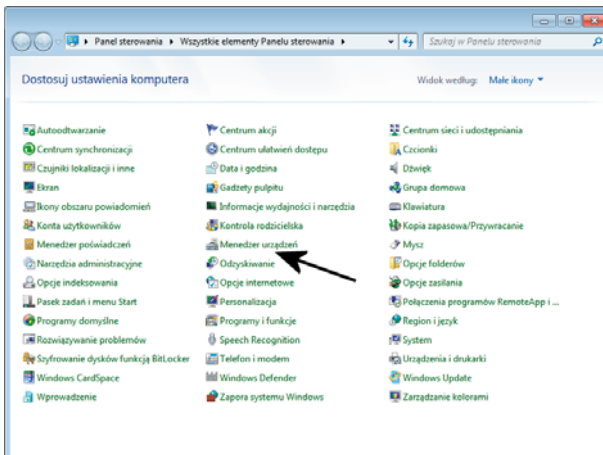 Panel sterowania Wszystkie elementy Panelu sterowania Szukaj w Panelu sterowania
Dostosuj ustawienia komputera Widok według: Małe ikony
Autoodtwarzanie Centrum akcji Centrum sieci i udostępniania
Centrum synchronizacji Centrum ułatwień dostępu Czcionki
Czujniki lokalizacji i inne Data i godzina Dźwięk
Ekran Gadżety pulpitu Grupa domowa
Ikony obszaru powiadomień Informacje wydajności i narzędzia Klawiatura
Konta użytkowników Kontrola rodzicielska Kopia zapasowa/Przywracanie
Menedżer poświadczeń Menedżer urządzeń Mysz
Narzędzia administracyjne Odzyskiwanie Opcje folderów
Opcje indeksowania Opcje internetowe Opcje zasilania
Pasek zadań i menu Start Personalizacja Połączenia programów RemoteApp i ...
Programy domyślne Programy i funkcje Region i język
Rozwiązywanie problemów Speech Recognition System
Szyfrowanie dysków funkcją BitLocker Telefon i modem Urządzenia i drukarki
Windows CardSpace Windows Defender Windows Update
Wprowadzenie Zapora systemu Windows Zarządzanie kolorami